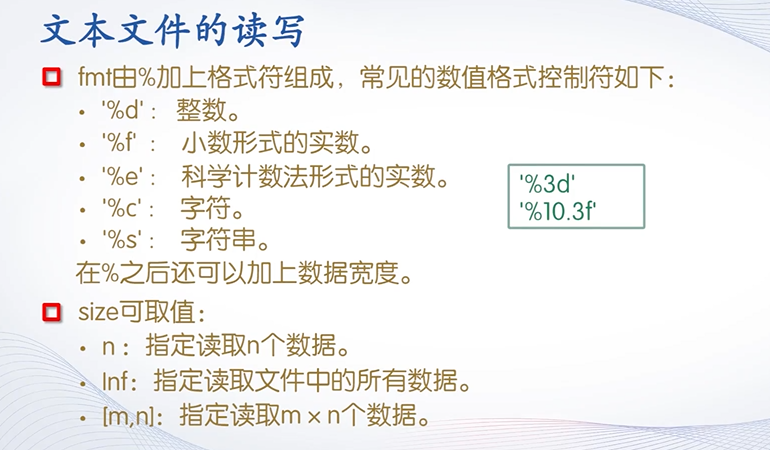 文本文件的读写
fmt由%加上格式符组成，常见的数值格式控制符如下：
• '%d'： 整数。
• '%f'： 小数形式的实数。
• '%e'： 科学计数法形式的实数。
• '%c'： 字符。
• '%s'： 字符串。
'%3d'
'%10.3f'
在%之后还可以加上数据宽度。
size可取值：
• n：指定读取n个数据。
• Inf：指定读取文件中的所有数据。
• [m,n]：指定读取m×n个数据。